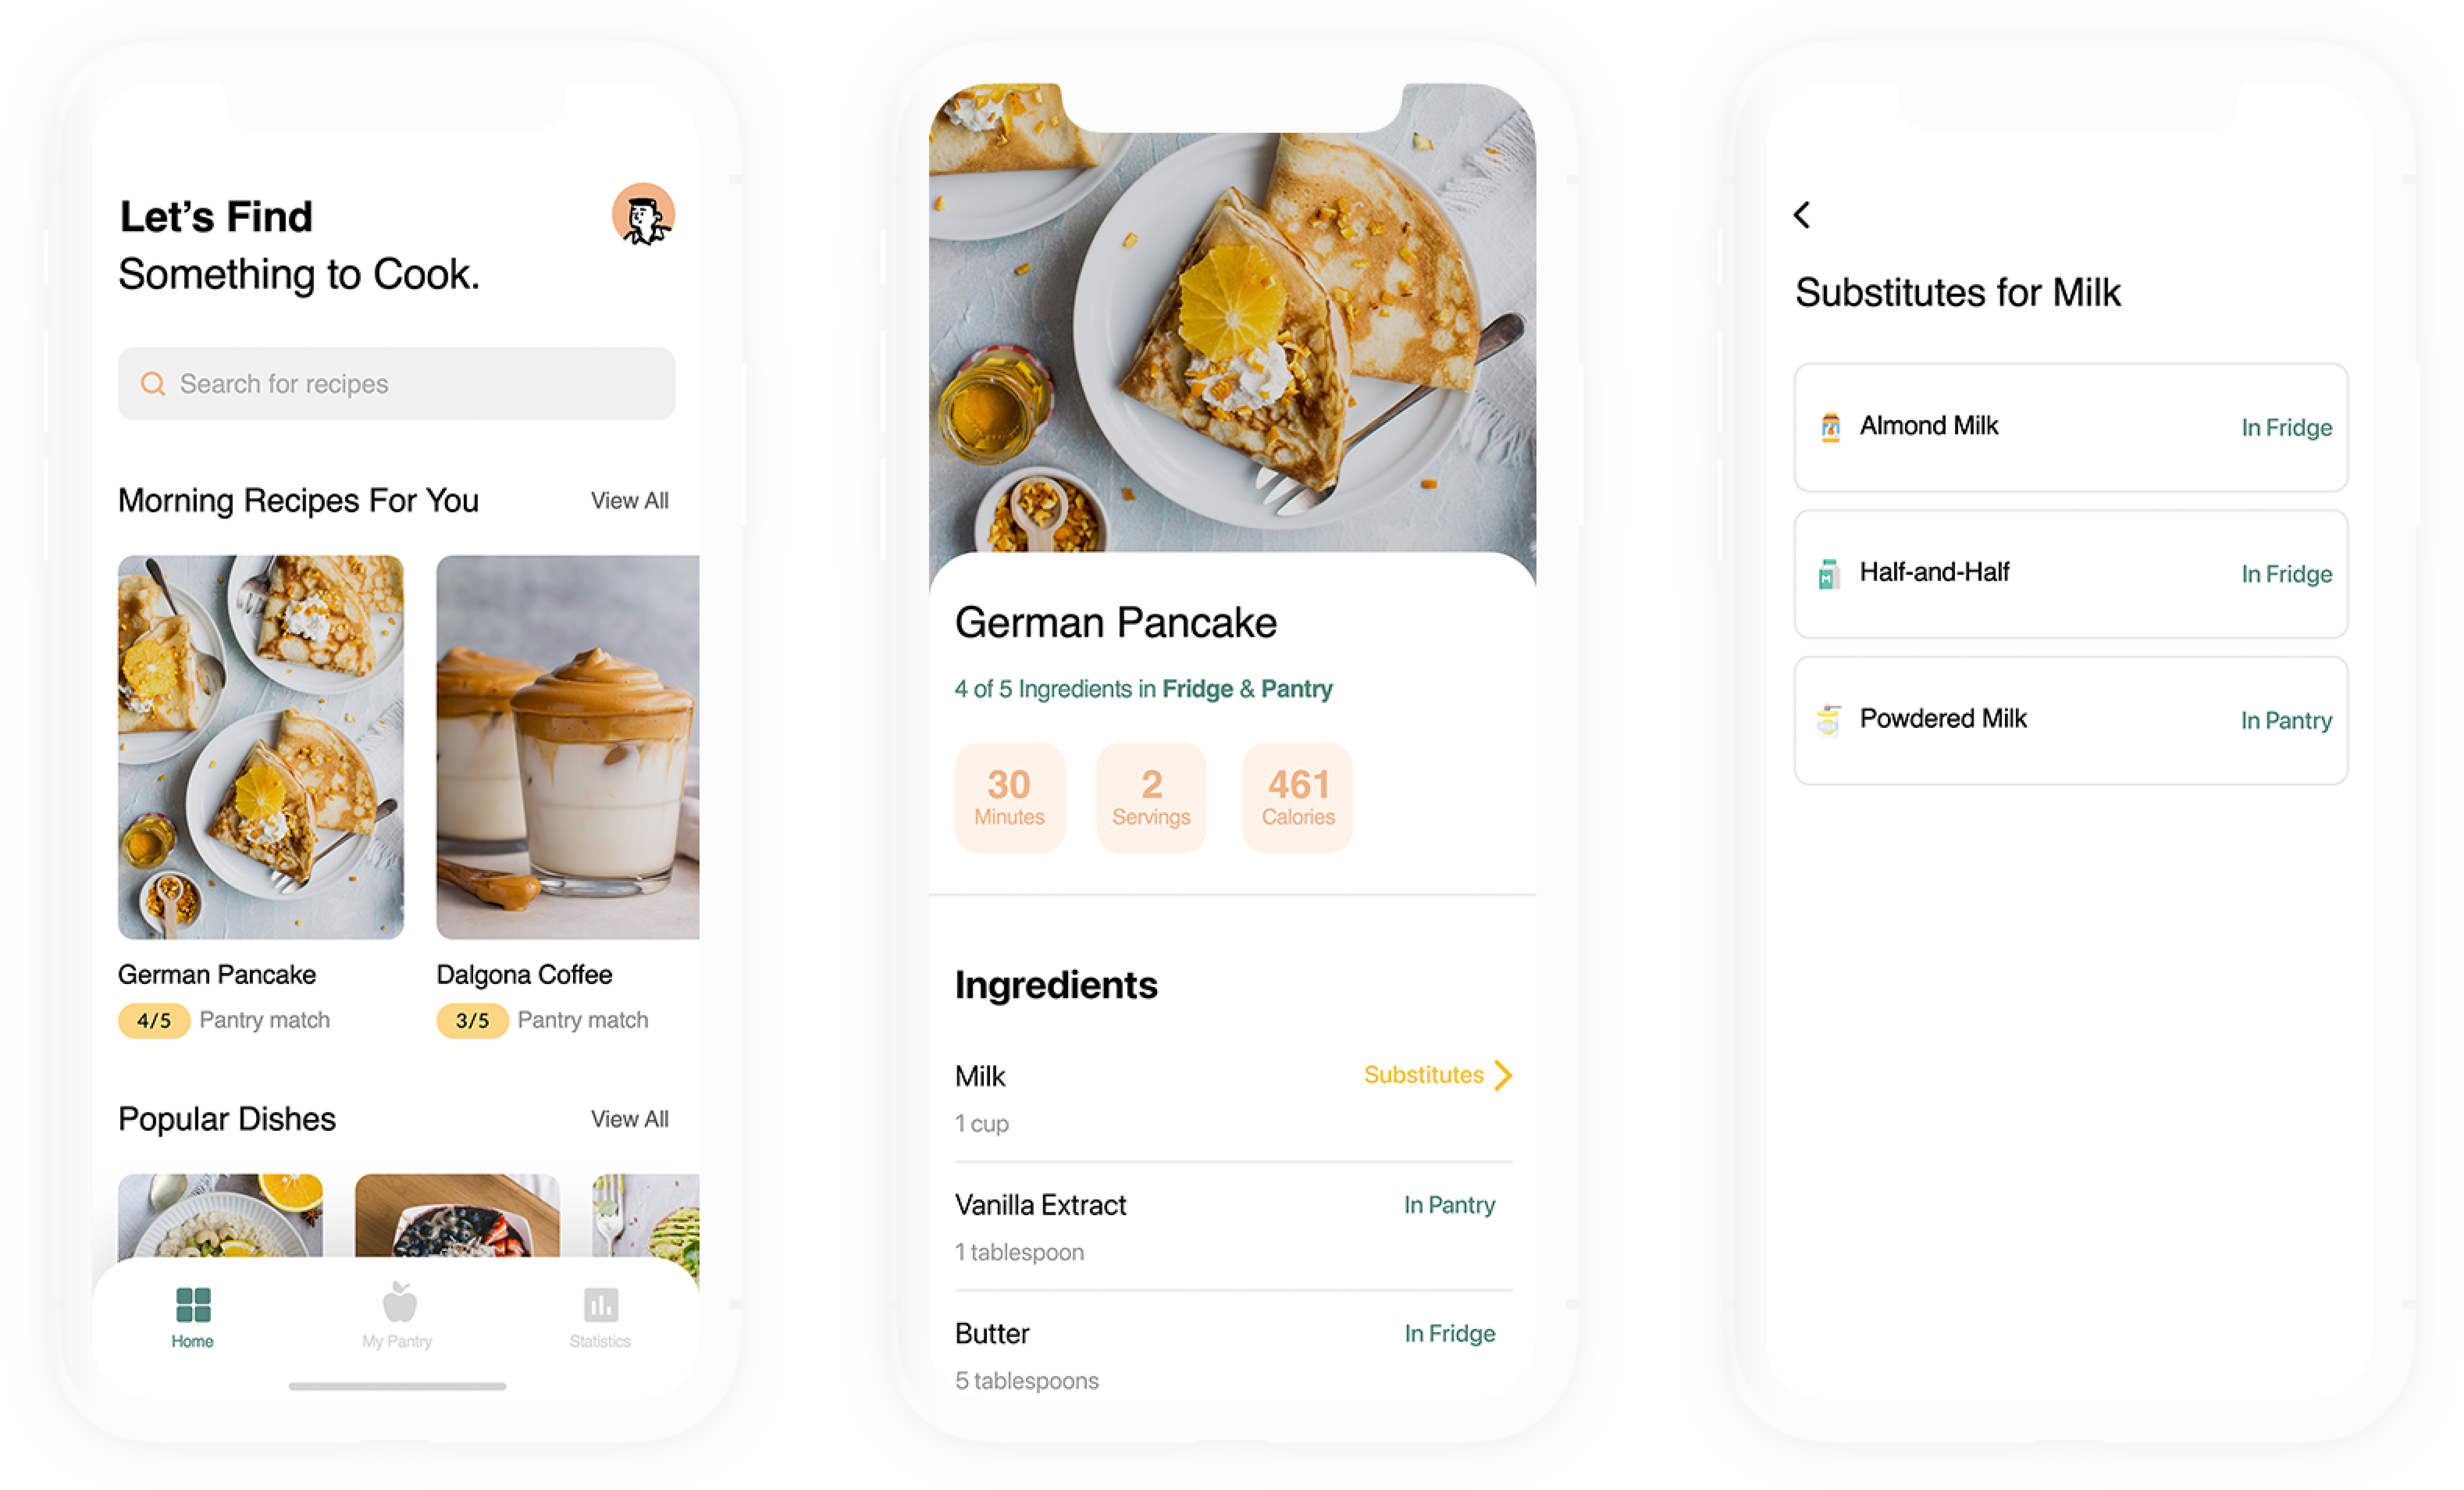 Let's Find
Something to Cook.
Search for recipes
Morning Recipes For You View All
German Pancake Dalgona Coffee
4/5 Pantry match 3/5 Pantry match
Popular Dishes View All
Home My Pantry Statistics
German Pancake
4 of 5 Ingredients in Fridge & Pantry
30 2 461
Minutes Servings Calories
Ingredients
Milk Substitutes
1 cup
Vanilla Extract In Pantry
1 tablespoon
Butter In Fridge
5 tablespoons
Substitutes for Milk
Almond Milk In Fridge
M Half-and-Half In Fridge
Powdered Milk In Pantry